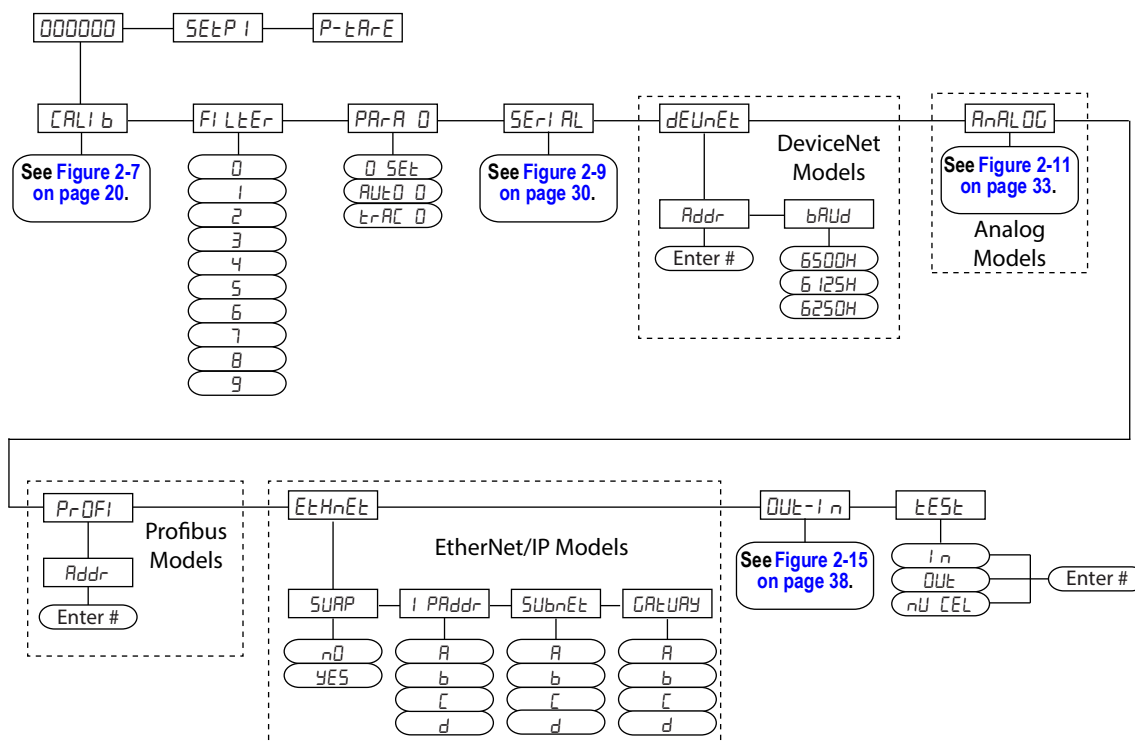 000000
SEtP1
P-tArE
CALIb
FILtEr
PArA 0
SErIAL
dEUnEt
AnALOG
See Figure 2-7
on page 20.
0
1
2
3
4
5
6
7
8
9
0 SEt
AUtO 0
trAC 0
See Figure 2-9
on page 30.
DeviceNet
Models
Addr
Enter #
bAUd
6500H
6125H
6250H
See Figure 2-11
on page 33.
Analog
Models
PrOFI
Profibus
Models
Addr
Enter #
EtHnEt
EtherNet/IP Models
SUAP
nO
YES
IPAddr
A
b
C
d
SUbnEt
A
b
C
d
GAtUAY
A
b
C
d
OUt-In
See Figure 2-15
on page 38.
tESt
In
OUt
nU CEL
Enter #